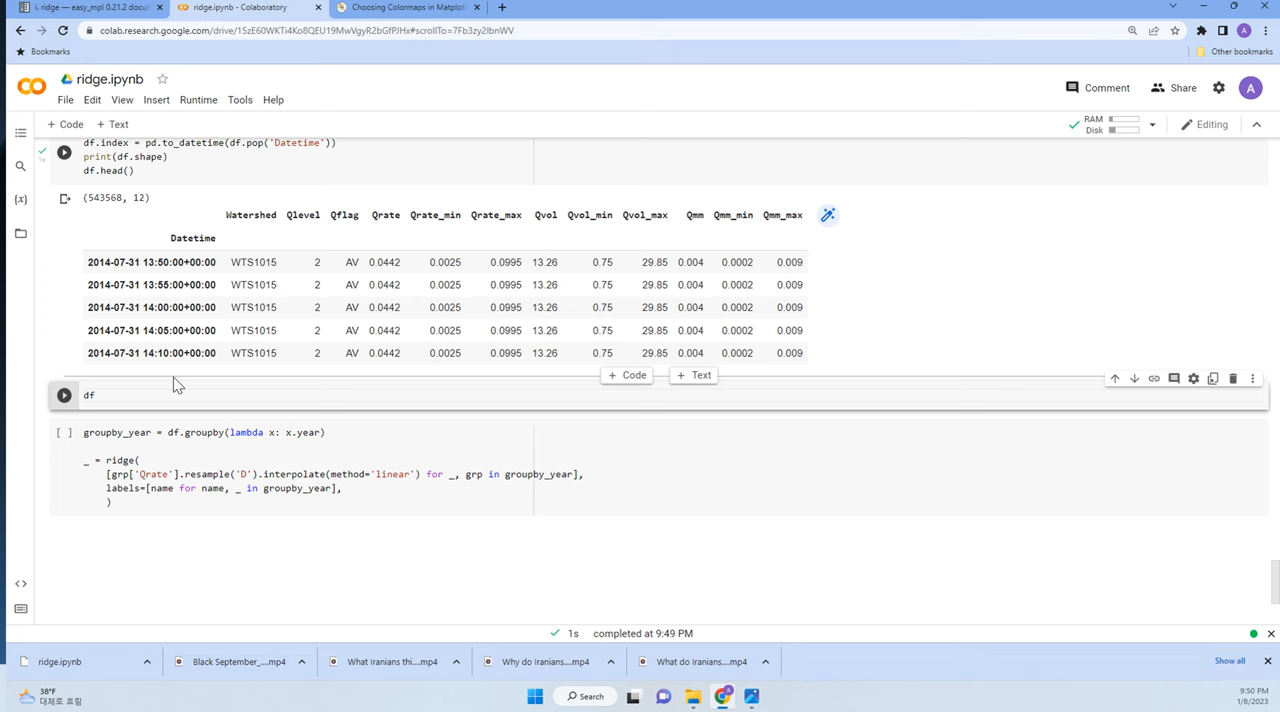 i. ridge — easy_mpl 0.21.2 docum
ridge.ipynb - Colaboratory
Choosing Colormaps in Matplotl
colab.research.google.com/drive/15zE60WKTi4Ko8QEU19MwVgyR2bGfPJHx#scrollTo=7Fb3zy2IbnWV
Bookmarks
Other bookmarks
CO
ridge.ipynb
Comment
Share
A
File Edit View Insert Runtime Tools Help
+ Code + Text
RAM
Disk
Editing
1s
df.index = pd.to_datetime(df.pop('Datetime'))
print(df.shape)
df.head()
(543568, 12)
Watershed Qlevel Qflag Qrate Qrate_min Qrate_max Qvol Qvol_min Qvol_max Qmm Qmm_min Qmm_max
Datetime
2014-07-31 13:50:00+00:00 WTS1015 2 AV 0.0442 0.0025 0.0995 13.26 0.75 29.85 0.004 0.0002 0.009
2014-07-31 13:55:00+00:00 WTS1015 2 AV 0.0442 0.0025 0.0995 13.26 0.75 29.85 0.004 0.0002 0.009
2014-07-31 14:00:00+00:00 WTS1015 2 AV 0.0442 0.0025 0.0995 13.26 0.75 29.85 0.004 0.0002 0.009
2014-07-31 14:05:00+00:00 WTS1015 2 AV 0.0442 0.0025 0.0995 13.26 0.75 29.85 0.004 0.0002 0.009
2014-07-31 14:10:00+00:00 WTS1015 2 AV 0.0442 0.0025 0.0995 13.26 0.75 29.85 0.004 0.0002 0.009
+ Code + Text
df
[ ] groupby_year = df.groupby(lambda x: x.year)
_ = ridge(
[grp['Qrate'].resample('D').interpolate(method='linear') for _, grp in groupby_year],
labels=[name for name, _ in groupby_year],
)
1s completed at 9:49 PM
ridge.ipynb
Black September_....mp4
What Iranians thi....mp4
Why do Iranians....mp4
What do Iranians....mp4
Show all
38°F
대체로 흐림
Search
9:50 PM
1/8/2023